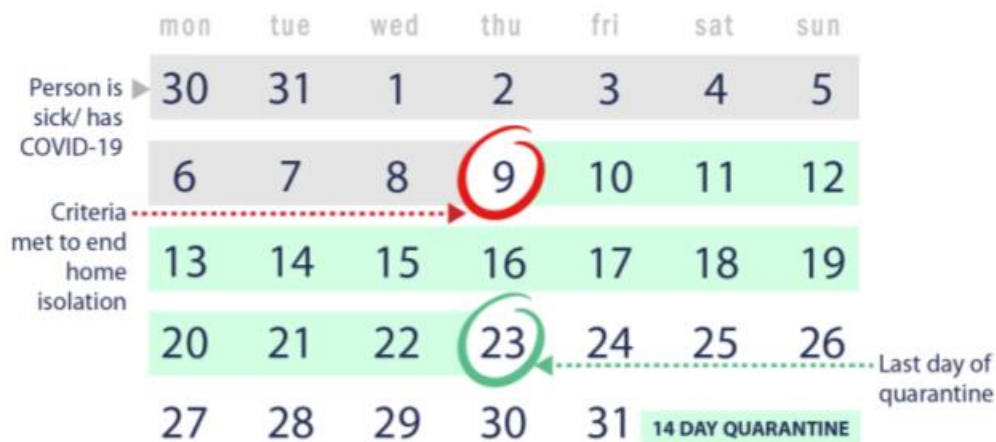 mon tue wed thu fri sat sun
Person is
sick/ has
COVID-19
30 31 1 2 3 4 5
6 7 8 9 10 11 12
Criteria
met to end
home
isolation
13 14 15 16 17 18 19
20 21 22 23 24 25 26
Last day of
quarantine
27 28 29 30 31 14 DAY QUARANTINE